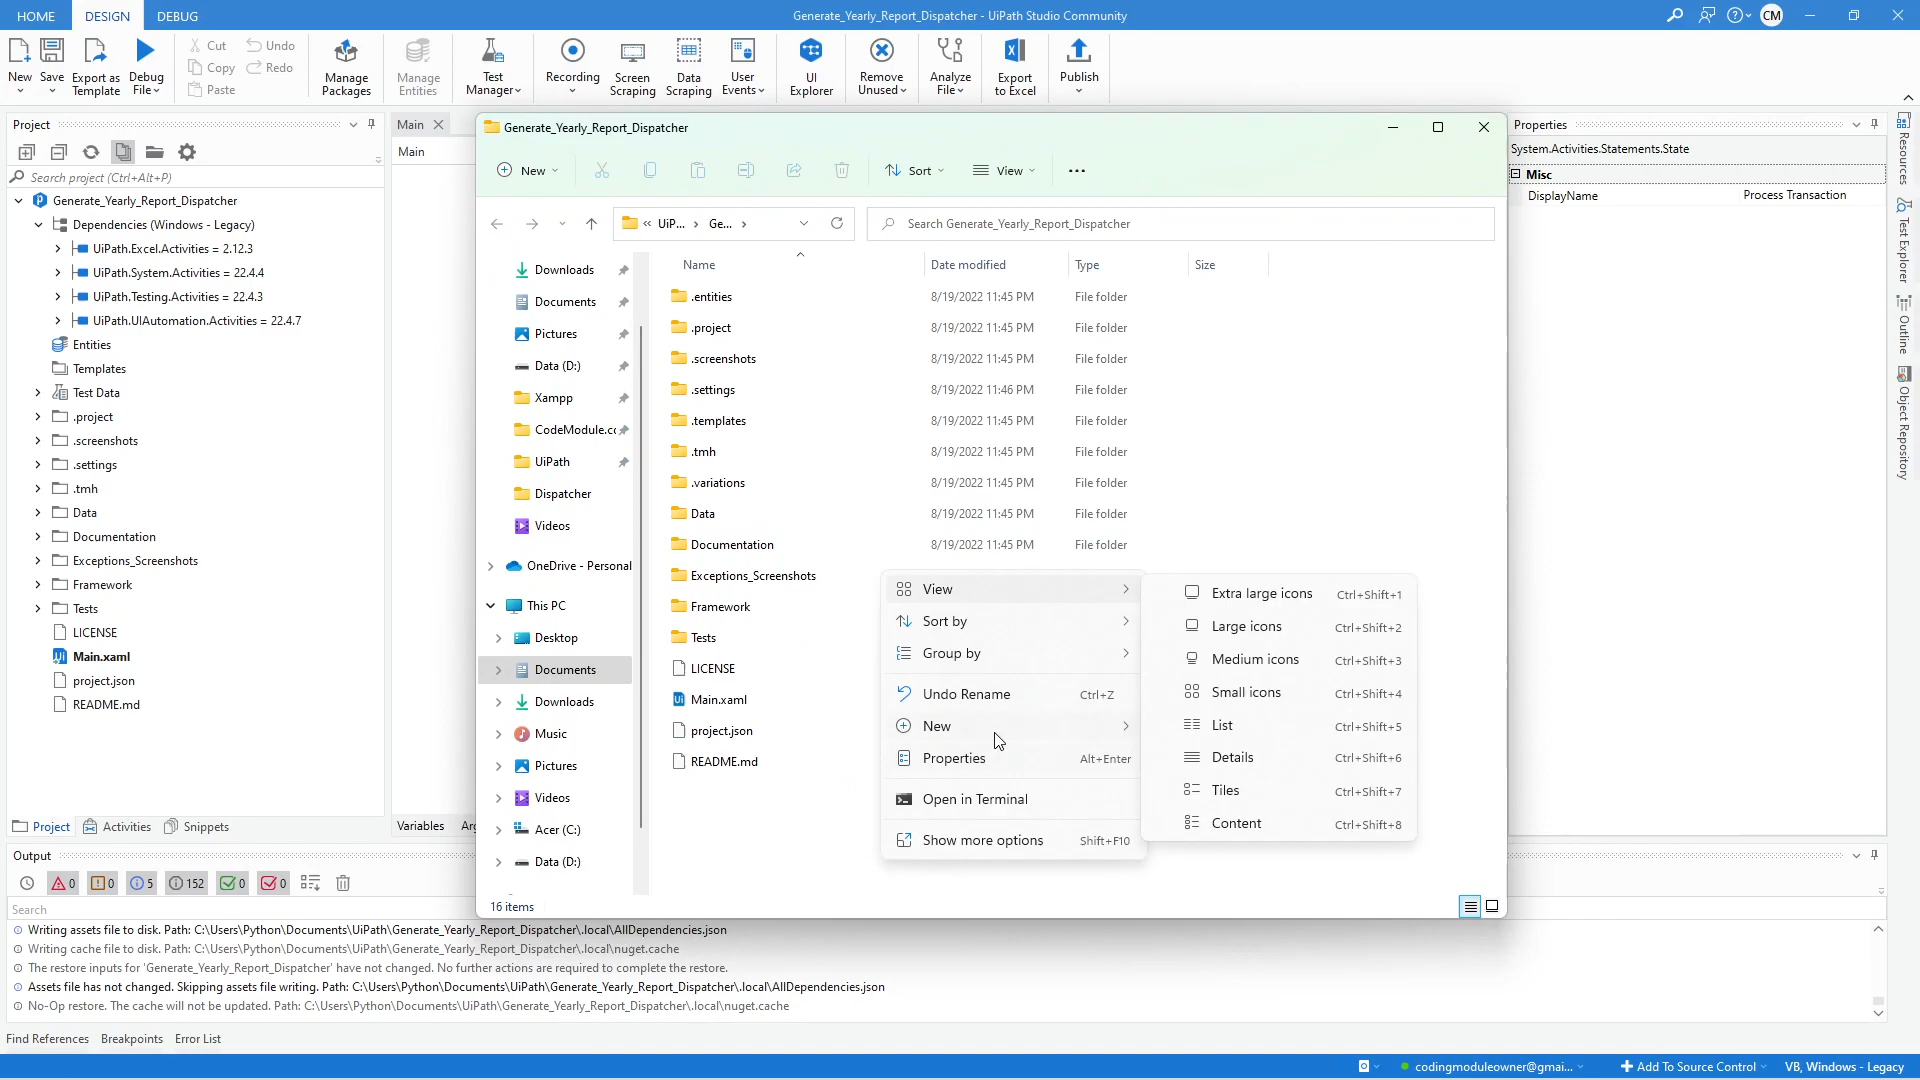 HOME DESIGN DEBUG
Generate_Yearly_Report_Dispatcher - UiPath Studio Community
CM
New
Save
Export as Template
Debug File
Cut
Copy
Paste
Undo
Redo
Manage Packages
Manage Entities
Test Manager
Recording
Screen Scraping
Data Scraping
User Events
UI Explorer
Remove Unused
Analyze File
Export to Excel
Publish
Project
Search project (Ctrl+Alt+P)
Generate_Yearly_Report_Dispatcher
Dependencies (Windows - Legacy)
UiPath.Excel.Activities = 2.12.3
UiPath.System.Activities = 22.4.4
UiPath.Testing.Activities = 22.4.3
UiPath.UIAutomation.Activities = 22.4.7
Entities
Templates
Test Data
.project
.screenshots
.settings
.tmh
Data
Documentation
Exceptions_Screenshots
Framework
Tests
LICENSE
Main.xaml
project.json
README.md
Project Activities Snippets
Main
Main
Variables
Generate_Yearly_Report_Dispatcher
New
Sort
View
« UiP... › Ge... ›
Search Generate_Yearly_Report_Dispatcher
Downloads
Documents
Pictures
Data (D:)
Xampp
CodeModule.cc
UiPath
Dispatcher
Videos
OneDrive - Personal
This PC
Desktop
Documents
Downloads
Music
Pictures
Videos
Acer (C:)
Data (D:)
Name Date modified Type Size
.entities 8/19/2022 11:45 PM File folder
.project 8/19/2022 11:45 PM File folder
.screenshots 8/19/2022 11:45 PM File folder
.settings 8/19/2022 11:46 PM File folder
.templates 8/19/2022 11:45 PM File folder
.tmh 8/19/2022 11:45 PM File folder
.variations 8/19/2022 11:45 PM File folder
Data 8/19/2022 11:45 PM File folder
Documentation 8/19/2022 11:45 PM File folder
Exceptions_Screenshots
Framework
Tests
LICENSE
Main.xaml
project.json
README.md
View
Sort by
Group by
Undo Rename Ctrl+Z
New
Properties Alt+Enter
Open in Terminal
Show more options Shift+F10
Extra large icons Ctrl+Shift+1
Large icons Ctrl+Shift+2
Medium icons Ctrl+Shift+3
Small icons Ctrl+Shift+4
List Ctrl+Shift+5
Details Ctrl+Shift+6
Tiles Ctrl+Shift+7
Content Ctrl+Shift+8
16 items
Properties
System.Activities.Statements.State
Misc
DisplayName Process Transaction
Resources
Test Explorer
Outline
Object Repository
Output
0 0 5 152 0 0
Search
Writing assets file to disk. Path: C:\Users\Python\Documents\UiPath\Generate_Yearly_Report_Dispatcher\.local\AllDependencies.json
Writing cache file to disk. Path: C:\Users\Python\Documents\UiPath\Generate_Yearly_Report_Dispatcher\.local\nuget.cache
The restore inputs for 'Generate_Yearly_Report_Dispatcher' have not changed. No further actions are required to complete the restore.
Assets file has not changed. Skipping assets file writing. Path: C:\Users\Python\Documents\UiPath\Generate_Yearly_Report_Dispatcher\.local\AllDependencies.json
No-Op restore. The cache will not be updated. Path: C:\Users\Python\Documents\UiPath\Generate_Yearly_Report_Dispatcher\.local\nuget.cache
Find References Breakpoints Error List
codingmoduleowner@gmai... Add To Source Control VB, Windows - Legacy